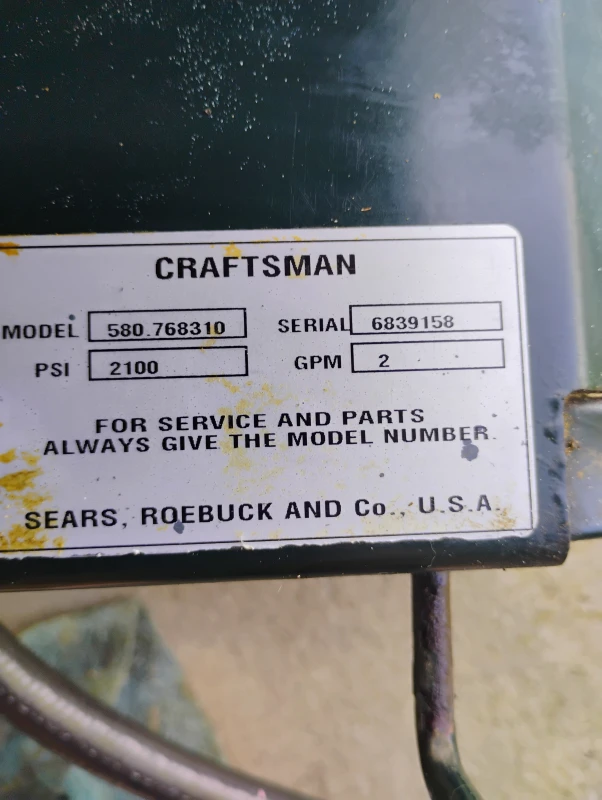 CRAFTSMAN
MODEL 580.768310 SERIAL 6839158
PSI 2100 GPM 2
FOR SERVICE AND PARTS
ALWAYS GIVE THE MODEL NUMBER.
SEARS, ROEBUCK AND Co., U.S.A.